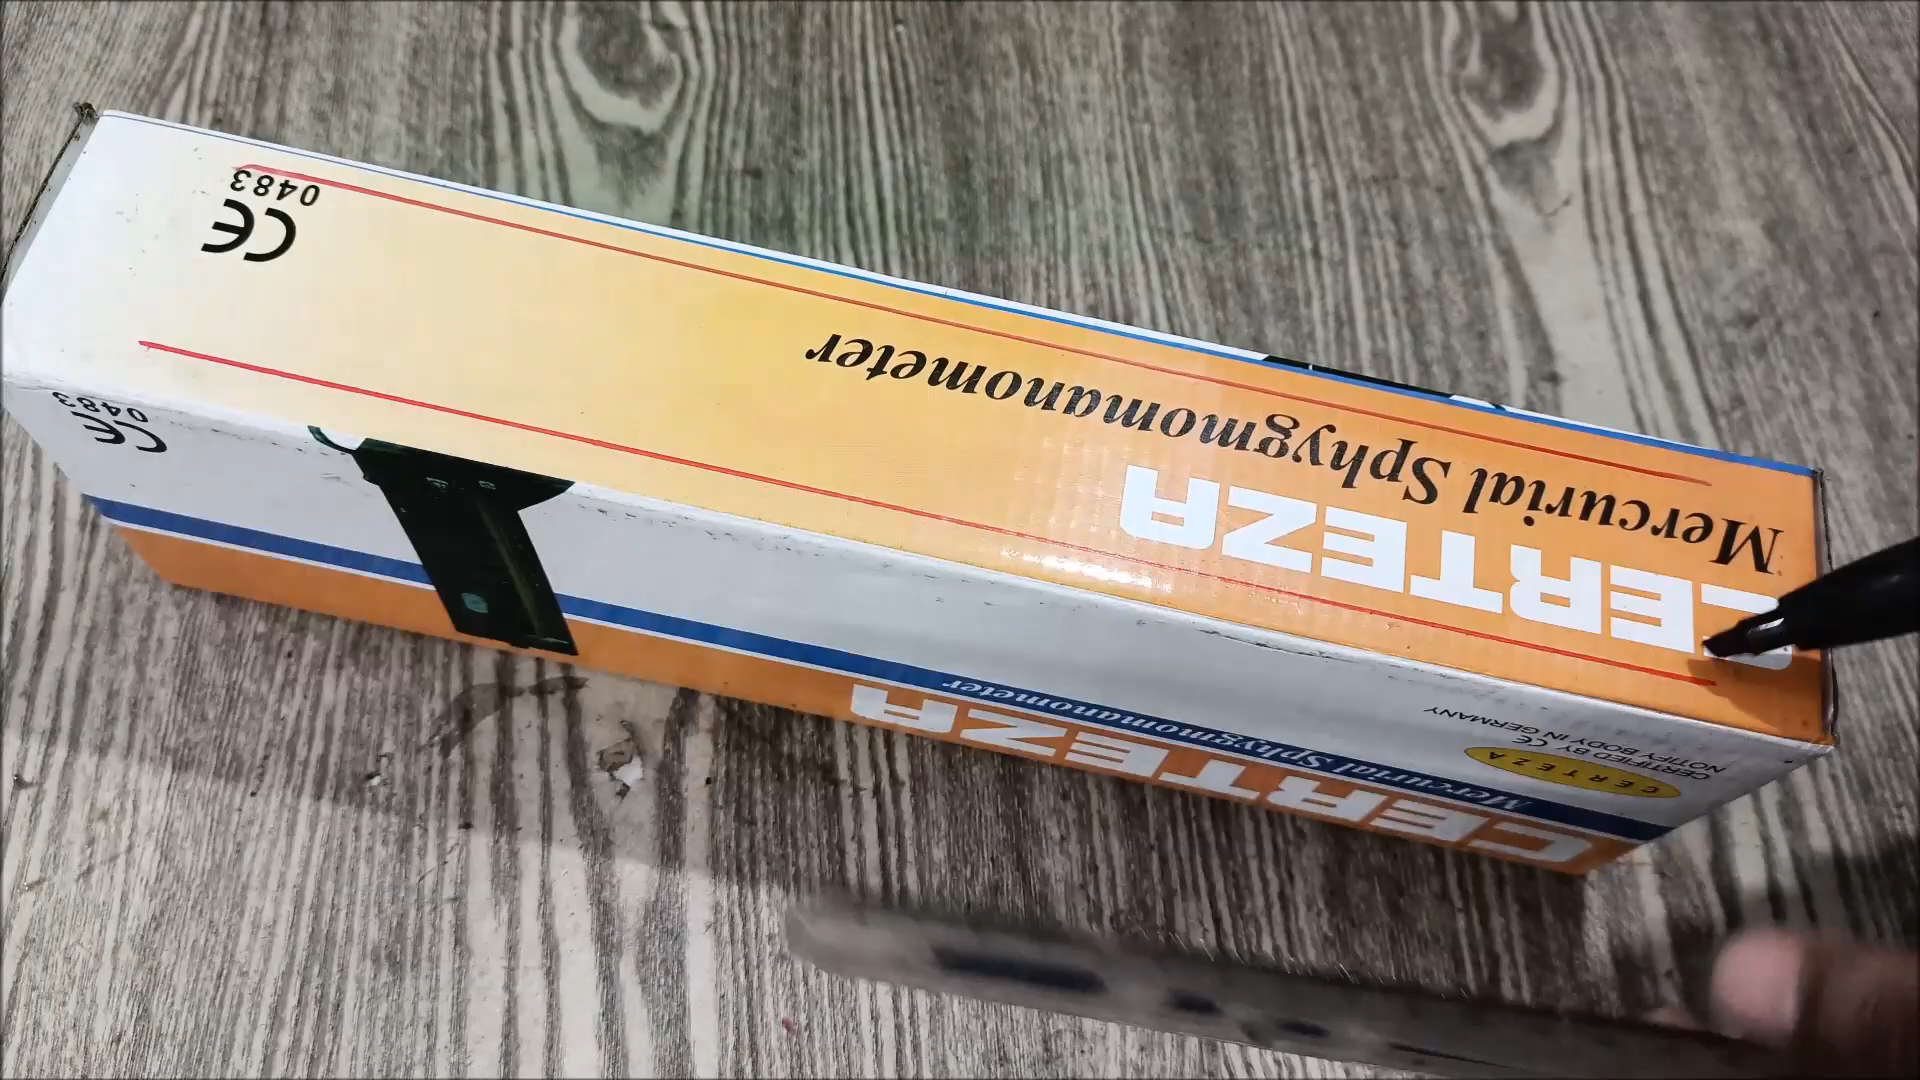 CERTEZA
Mercurial Sphygmomanometer
CE
0483
CERTEZA
Mercurial Sphygmomanometer
CERTEZA
CERTIFIED BY CE
NOTIFY BODY IN GERMANY
CE
0483